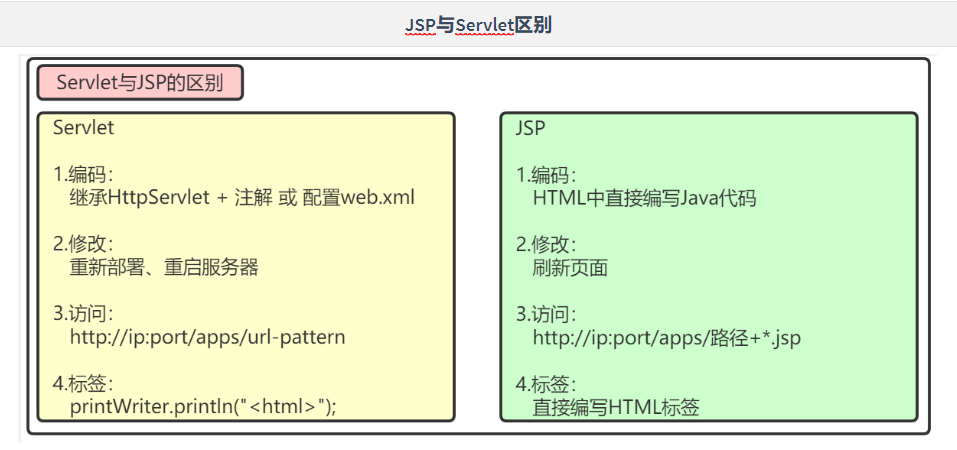 JSP与Servlet区别
Servlet与JSP的区别
Servlet
1.编码：
继承HttpServlet + 注解 或 配置web.xml
2.修改：
重新部署、重启服务器
3.访问：
http://ip:port/apps/url-pattern
4.标签：
printWriter.println("<html>");
JSP
1.编码：
HTML中直接编写Java代码
2.修改：
刷新页面
3.访问：
http://ip:port/apps/路径+*.jsp
4.标签：
直接编写HTML标签